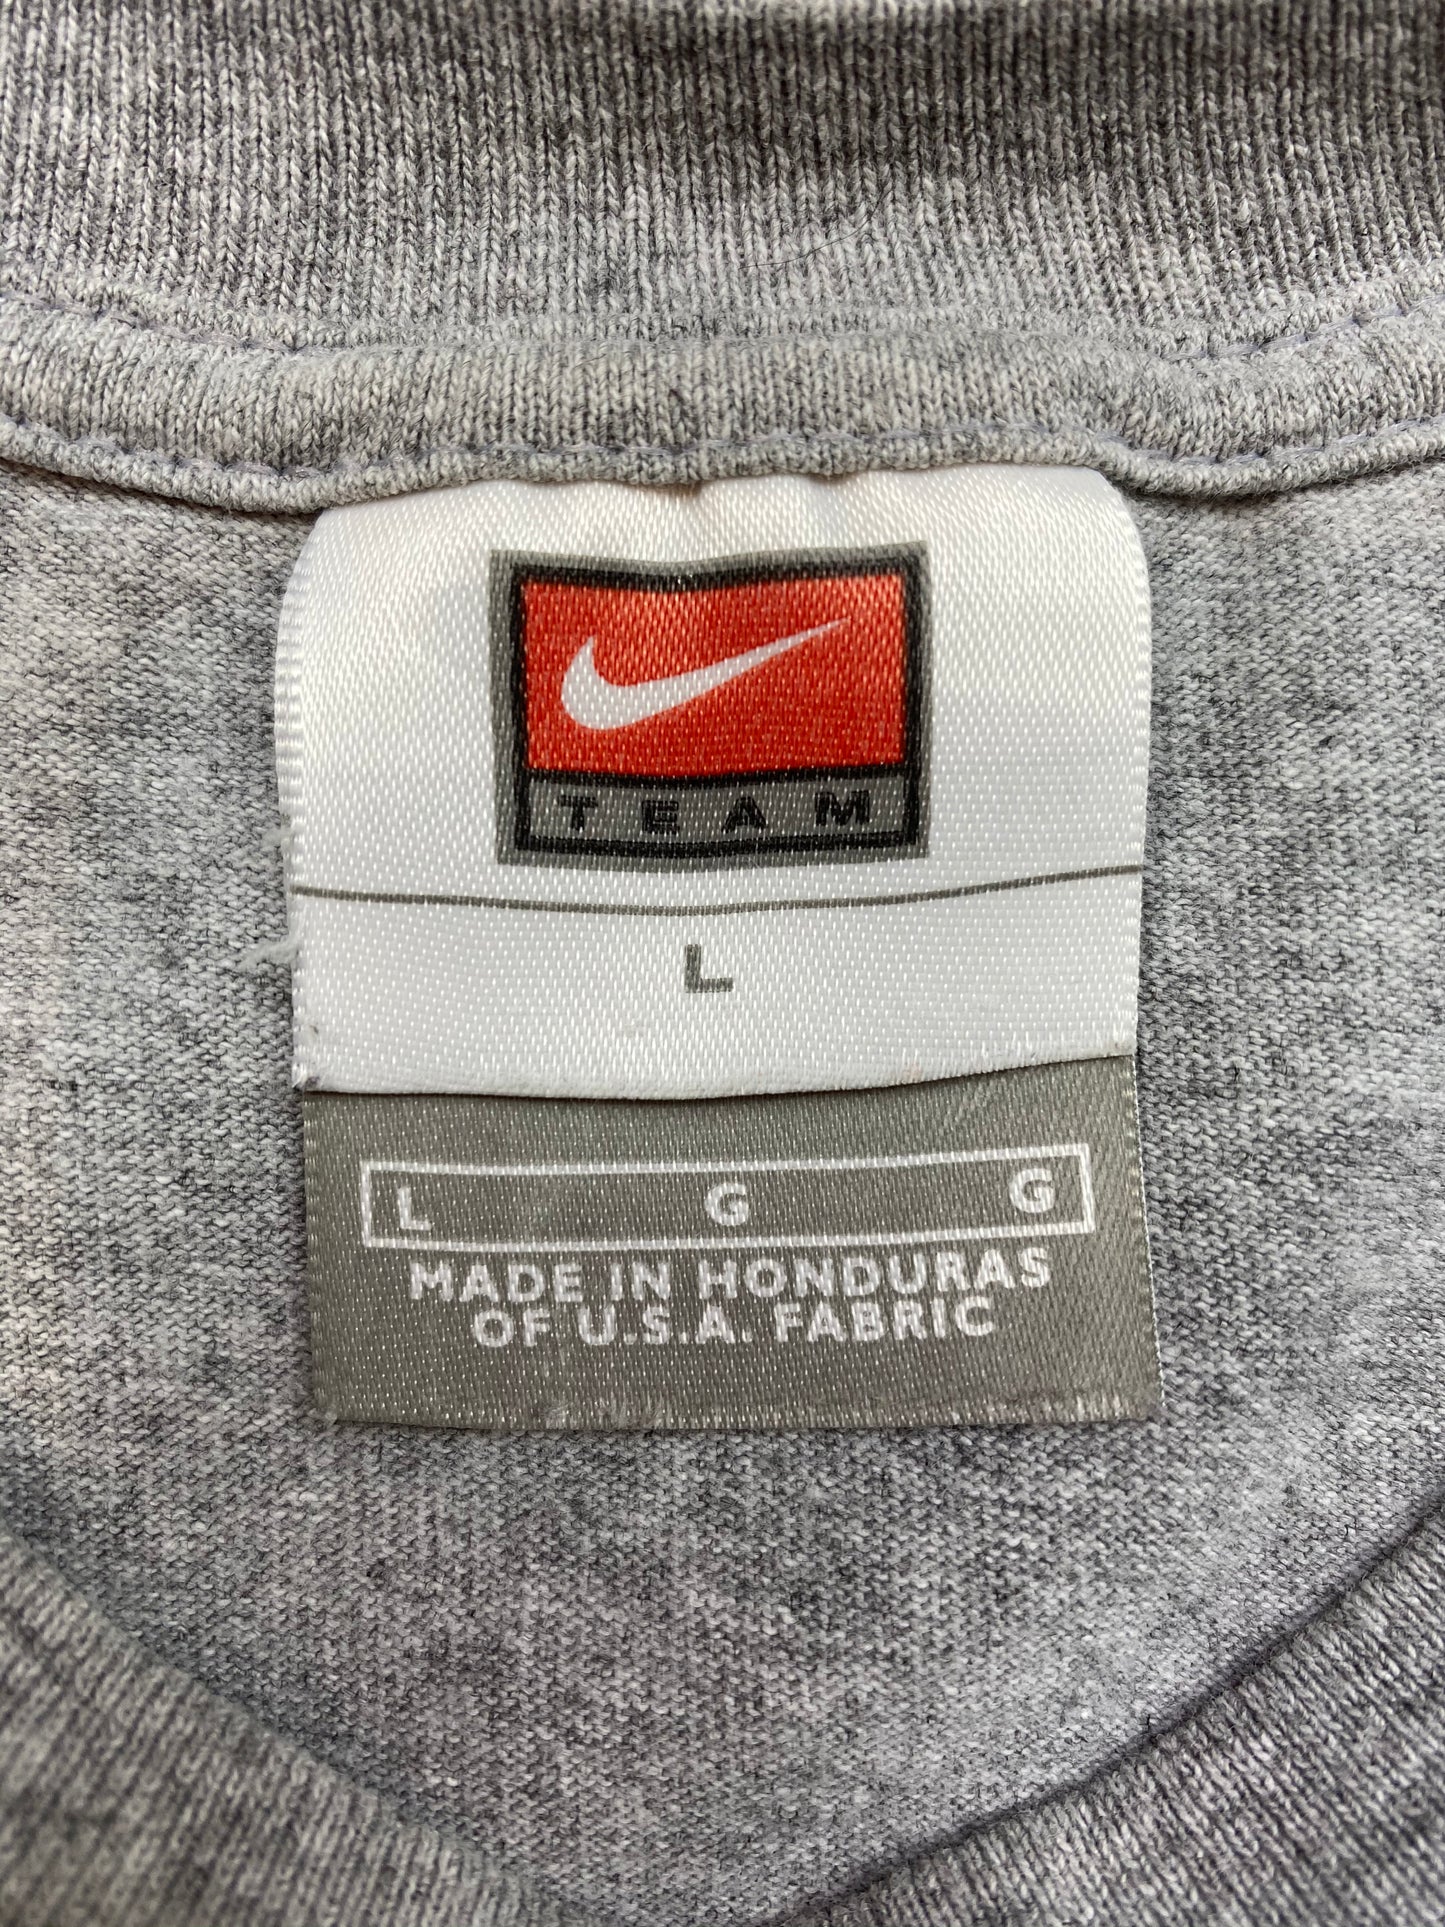 TEAM
L
L G G
MADE IN HONDURAS
OF U.S.A. FABRIC